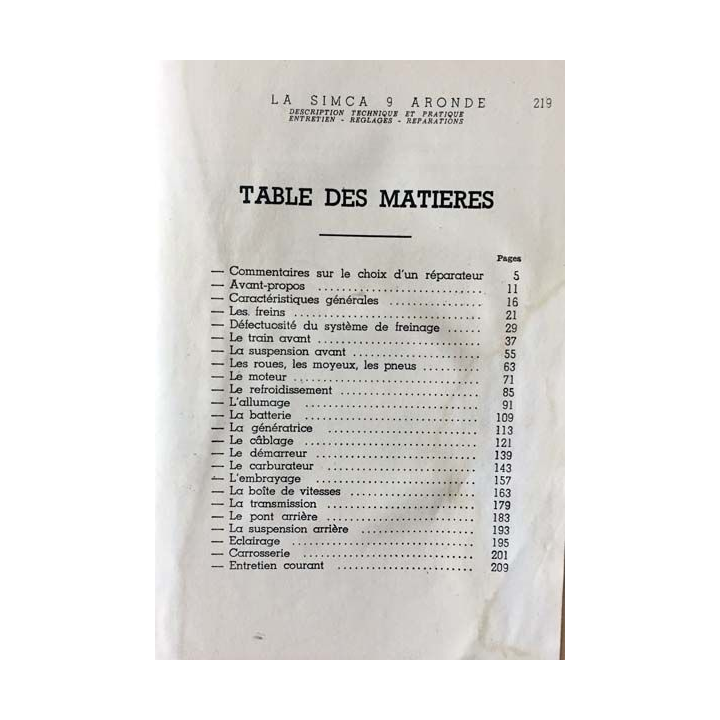 LA SIMCA 9 ARONDE 219
DESCRIPTION TECHNIQUE ET PRATIQUE
ENTRETIEN - REGLAGES - REPARATIONS
TABLE DES MATIERES
Pages
— Commentaires sur le choix d'un réparateur 5
— Avant-propos ........................ 11
— Caractéristiques générales ............... 16
— Les. freins ............................ 21
— Défectuosité du système de freinage ...... 29
— Le train avant ........................ 37
— La suspension avant .................... 55
— Les roues, les moyeux, les pneus ......... 63
— Le moteur ............................ 71
— Le refroidissement ...................... 85
— L'allumage ............................ 91
— La batterie ............................ 109
— La génératrice ........................ 113
— Le câblage ............................ 121
— Le démarreur .......................... 139
— Le carburateur ........................ 143
— L'embrayage .......................... 157
— La boîte de vitesses .................... 163
— La transmission ........................ 179
— Le pont arrière ........................ 183
— La suspension arrière .................. 193
— Eclairage ............................ 195
— Carrosserie ............................ 201
— Entretien courant ...................... 209